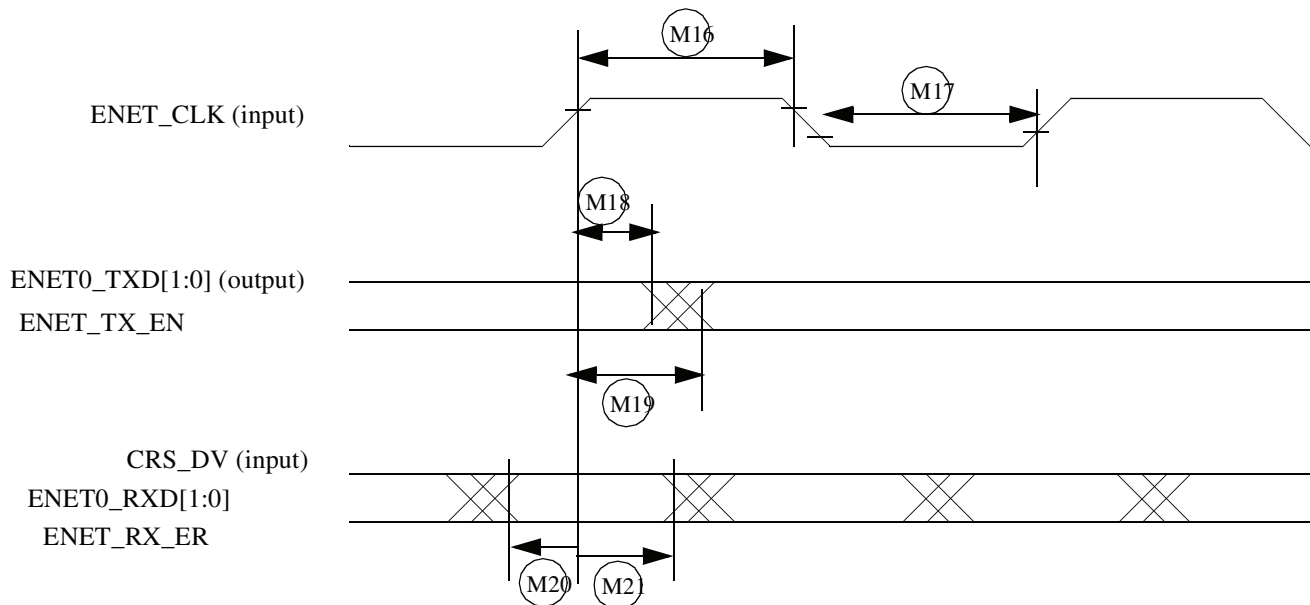 M16
M17
ENET_CLK (input)
M18
ENET0_TXD[1:0] (output)
ENET_TX_EN
M19
CRS_DV (input)
ENET0_RXD[1:0]
ENET_RX_ER
M20
M21